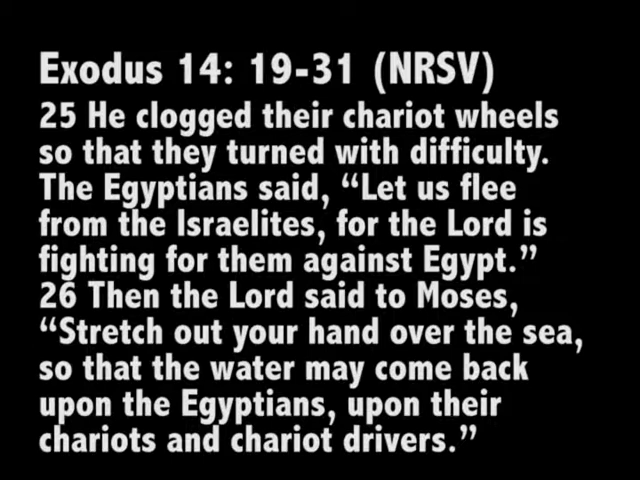 Exodus 14: 19-31 (NRSV)
25 He clogged their chariot wheels
so that they turned with difficulty.
The Egyptians said, “Let us flee
from the Israelites, for the Lord is
fighting for them against Egypt.”
26 Then the Lord said to Moses,
“Stretch out your hand over the sea,
so that the water may come back
upon the Egyptians, upon their
chariots and chariot drivers.”